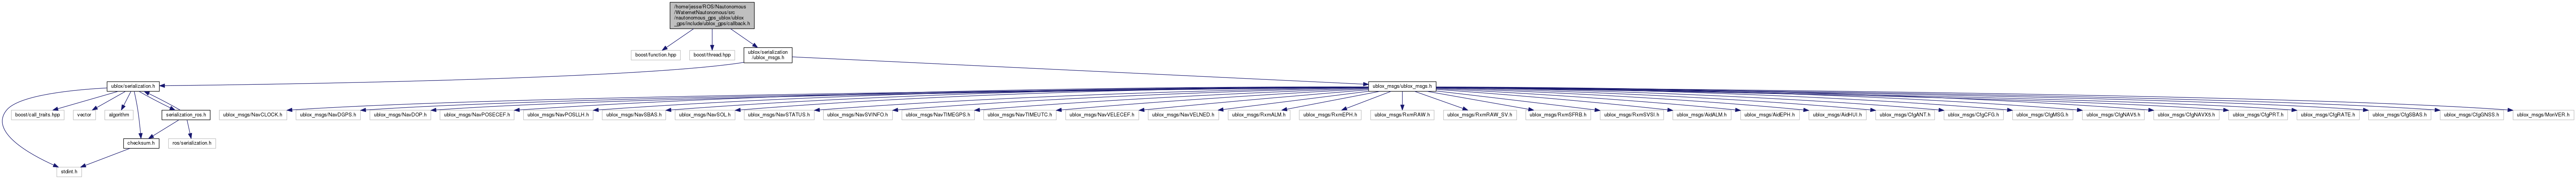 /home/jesse/ROS/Nautonomous
/WaternetNautonomous/src
/nautonomous_gps_ublox/ublox
_gps/include/ublox_gps/callback.h
boost/function.hpp
boost/thread.hpp
ublox/serialization
/ublox_msgs.h
ublox/serialization.h
ublox_msgs/ublox_msgs.h
boost/call_traits.hpp
vector
algorithm
serialization_ros.h
ublox_msgs/NavCLOCK.h
ublox_msgs/NavDGPS.h
ublox_msgs/NavDOP.h
ublox_msgs/NavPOSECEF.h
ublox_msgs/NavPOSLLH.h
ublox_msgs/NavSBAS.h
ublox_msgs/NavSOL.h
ublox_msgs/NavSTATUS.h
ublox_msgs/NavSVINFO.h
ublox_msgs/NavTIMEGPS.h
ublox_msgs/NavTIMEUTC.h
ublox_msgs/NavVELECEF.h
ublox_msgs/NavVELNED.h
ublox_msgs/RxmALM.h
ublox_msgs/RxmEPH.h
ublox_msgs/RxmRAW.h
ublox_msgs/RxmRAW_SV.h
ublox_msgs/RxmSFRB.h
ublox_msgs/RxmSVSI.h
ublox_msgs/AidALM.h
ublox_msgs/AidEPH.h
ublox_msgs/AidHUI.h
ublox_msgs/CfgANT.h
ublox_msgs/CfgCFG.h
ublox_msgs/CfgMSG.h
ublox_msgs/CfgNAV5.h
ublox_msgs/CfgNAVX5.h
ublox_msgs/CfgPRT.h
ublox_msgs/CfgRATE.h
ublox_msgs/CfgSBAS.h
ublox_msgs/CfgGNSS.h
ublox_msgs/MonVER.h
checksum.h
ros/serialization.h
stdint.h